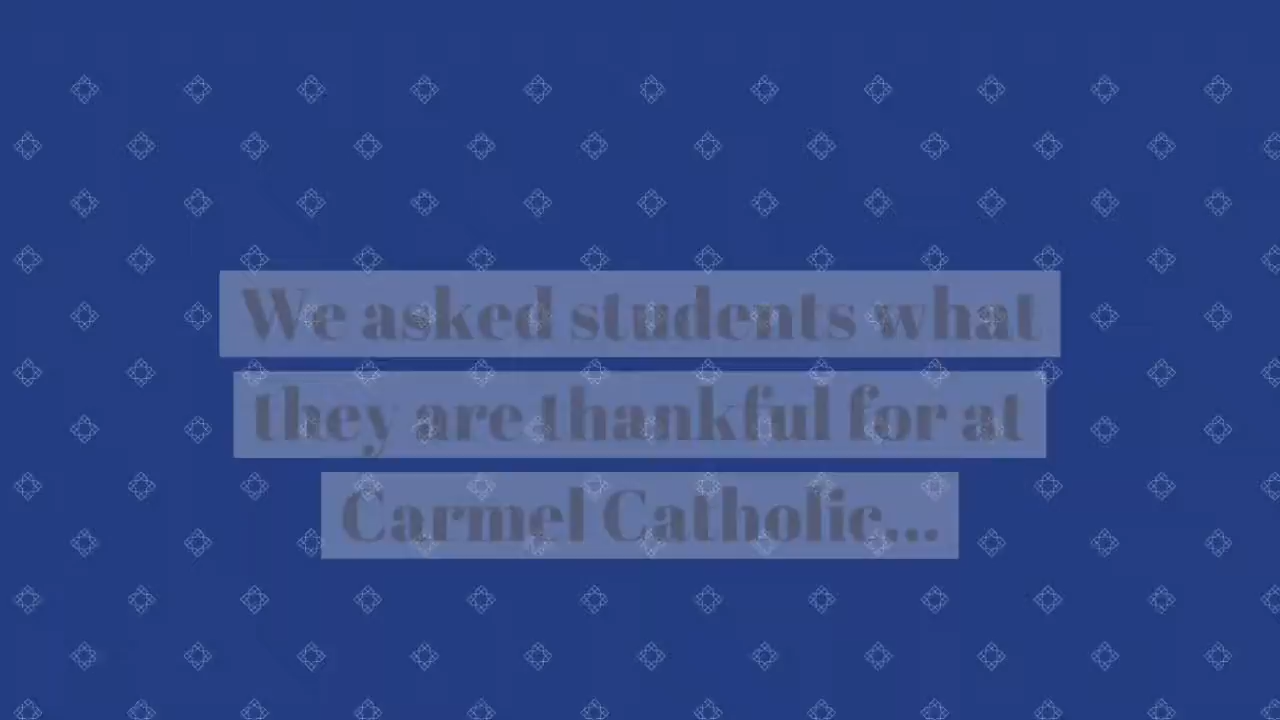 We asked students what
they are thankful for at
Carmel Catholic...